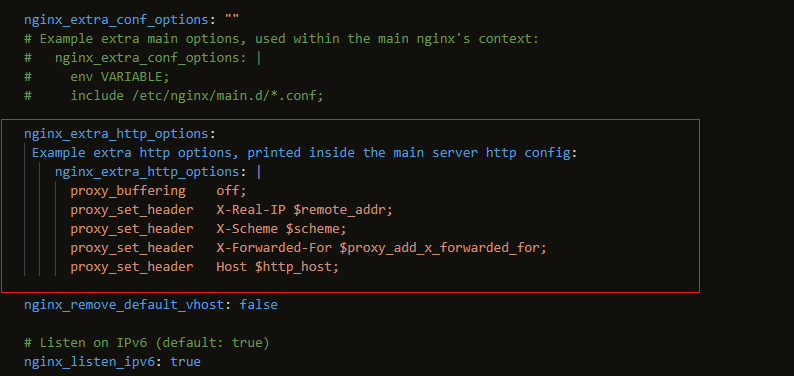 nginx_extra_conf_options: ""
# Example extra main options, used within the main nginx's context:
#   nginx_extra_conf_options: |
#     env VARIABLE;
#     include /etc/nginx/main.d/*.conf;
nginx_extra_http_options:
 Example extra http options, printed inside the main server http config:
    nginx_extra_http_options: |
      proxy_buffering    off;
      proxy_set_header   X-Real-IP $remote_addr;
      proxy_set_header   X-Scheme $scheme;
      proxy_set_header   X-Forwarded-For $proxy_add_x_forwarded_for;
      proxy_set_header   Host $http_host;
nginx_remove_default_vhost: false
# Listen on IPv6 (default: true)
nginx_listen_ipv6: true